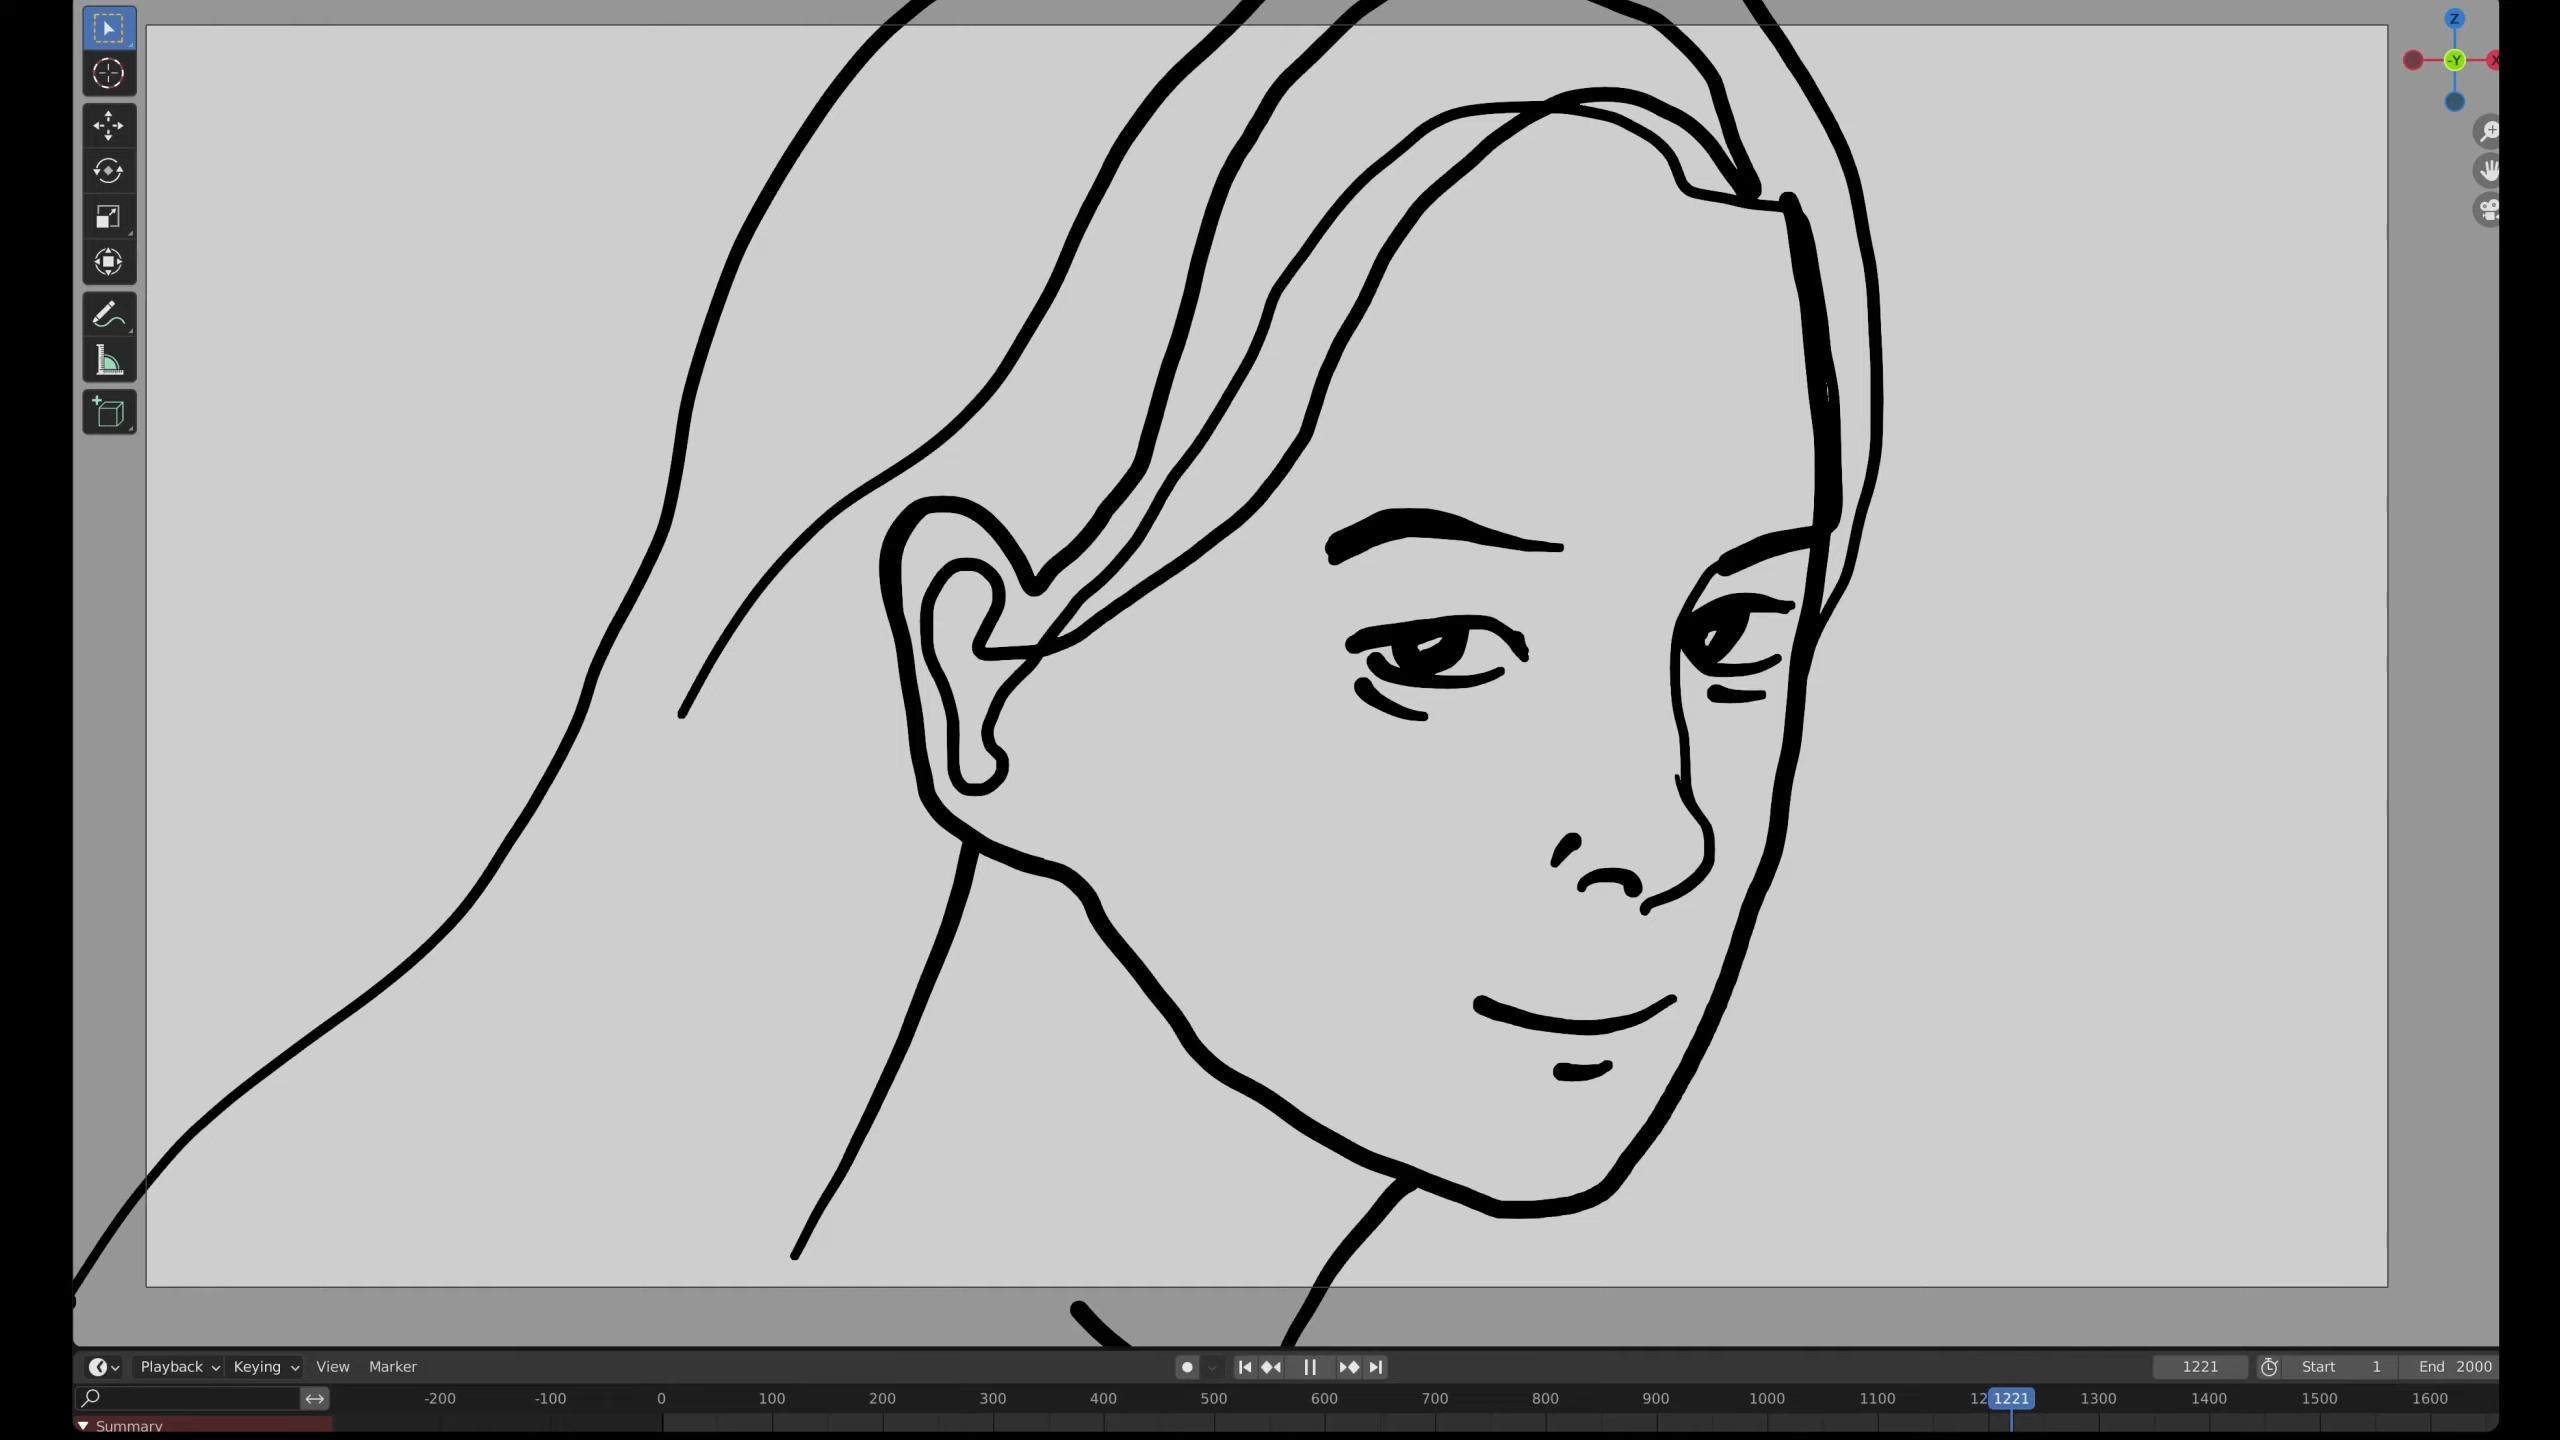 Z
-Y
X
Playback Keying View Marker 1221 Start 1 End 2000
-200 -100 0 100 200 300 400 500 600 700 800 900 1000 1100 12 1221 1300 1400 1500 1600
Summary